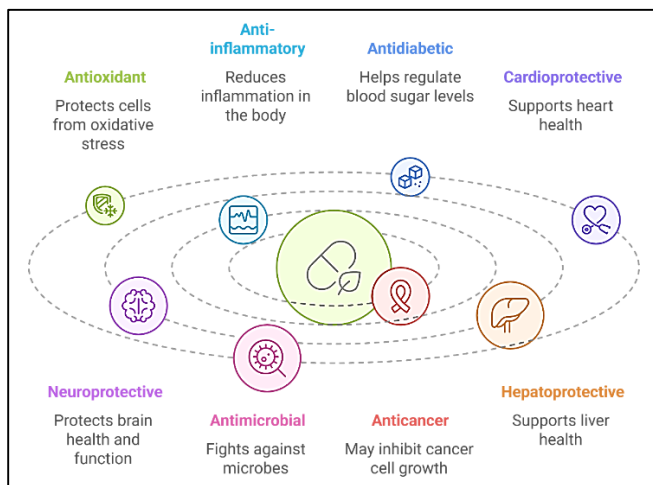 Antioxidant
Protects cells
from oxidative
stress
Anti-
inflammatory
Reduces
inflammation in
the body
Antidiabetic
Helps regulate
blood sugar levels
Cardioprotective
Supports heart
health
Neuroprotective
Protects brain
health and
function
Antimicrobial
Fights against
microbes
Anticancer
May inhibit cancer
cell growth
Hepatoprotective
Supports liver
health